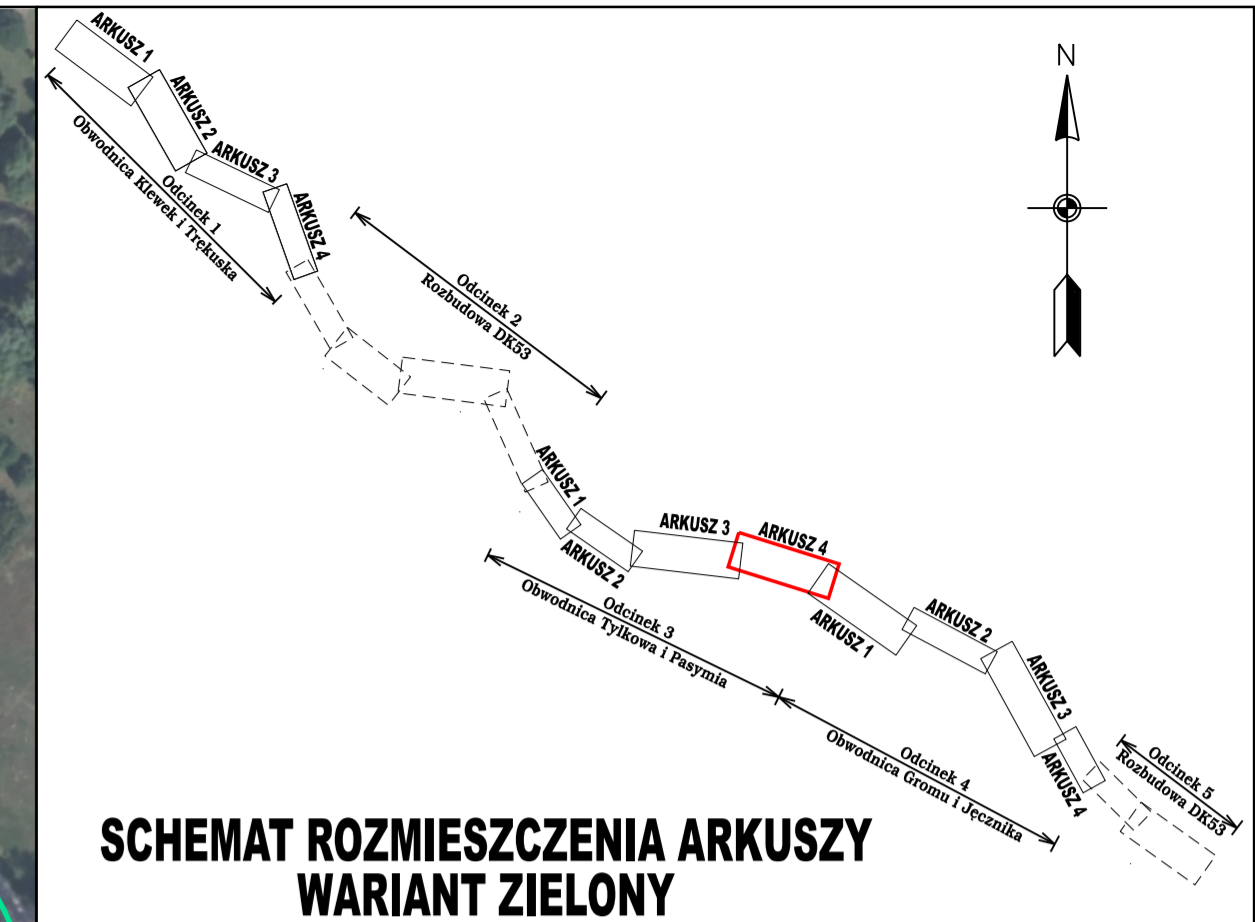 ARKUSZ 1
ARKUSZ 2
ARKUSZ 3
ARKUSZ 4
Odcinek 1
Obwodnica Klewek i Trękuska
N
Odcinek 2
Rozbudowa DK53
ARKUSZ 1
ARKUSZ 2
ARKUSZ 3
ARKUSZ 4
Odcinek 3
Obwodnica Tylkowa i Pasymia
ARKUSZ 1
ARKUSZ 2
ARKUSZ 3
ARKUSZ 4
Odcinek 4
Obwodnica Gromu i Jęcznika
Odcinek 5
Rozbudowa DK53
SCHEMAT ROZMIESZCZENIA ARKUSZY
WARIANT ZIELONY